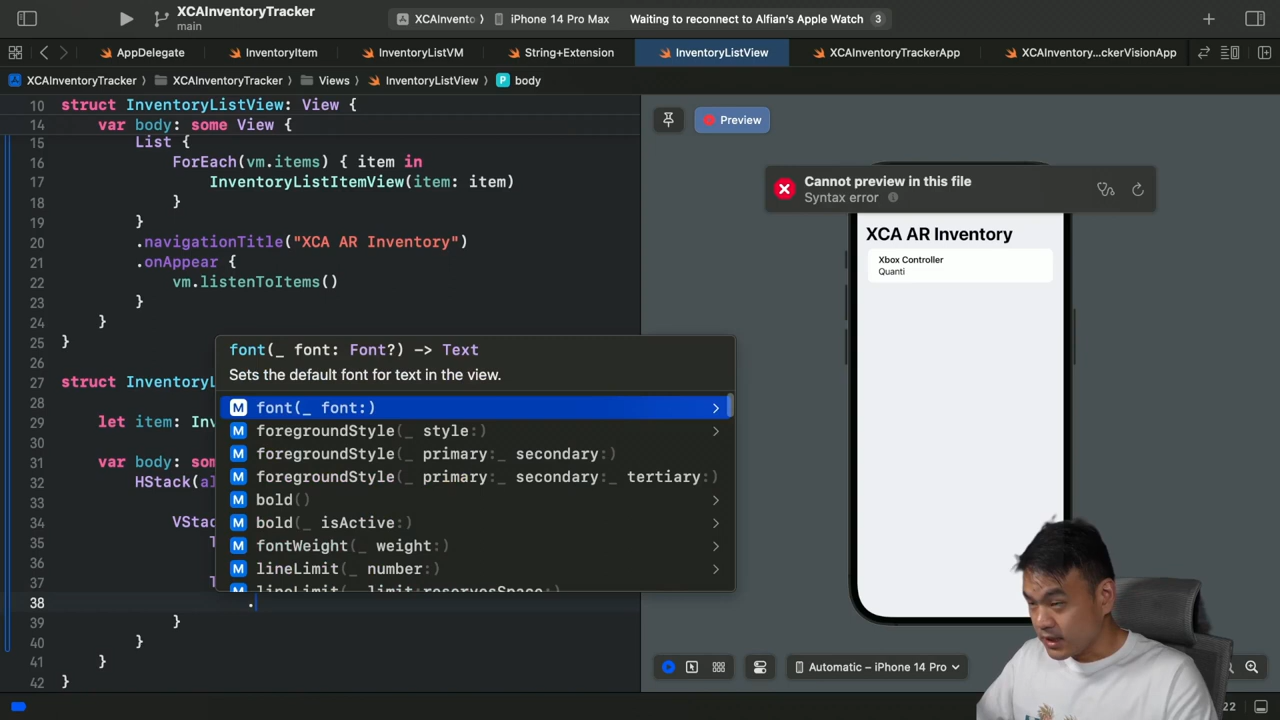 XCAInventoryTracker
main
XCAInvento
iPhone 14 Pro Max
Waiting to reconnect to Alfian's Apple Watch
3
AppDelegate
InventoryItem
InventoryListVM
String+Extension
InventoryListView
XCAInventoryTrackerApp
XCAInventory...ckerVisionApp
XCAInventoryTracker
XCAInventoryTracker
Views
InventoryListView
P body
10 struct InventoryListView: View {
14 var body: some View {
15 List {
16 ForEach(vm.items) { item in
17 InventoryListItemView(item: item)
18 }
19 }
20 .navigationTitle("XCA AR Inventory")
21 .onAppear {
22 vm.listenToItems()
23 }
24 }
25 }
26
27 struct InventoryL
28
29 let item: Inv
30
31 var body: som
32 HStack(al
33
34 VStac
35 T
36
37 T
38 .
39 }
40 }
41 }
42 }
font(_ font: Font?) -> Text
Sets the default font for text in the view.
M font(_ font:)
M foregroundStyle(_ style:)
M foregroundStyle(_ primary:_ secondary:)
M foregroundStyle(_ primary:_ secondary:_ tertiary:)
M bold()
M bold(_ isActive:)
M fontWeight(_ weight:)
M lineLimit(_ number:)
M lineLimit(_ limit:reservesSpace:)
Preview
Cannot preview in this file
Syntax error
XCA AR Inventory
Xbox Controller
Quanti
Automatic – iPhone 14 Pro
22